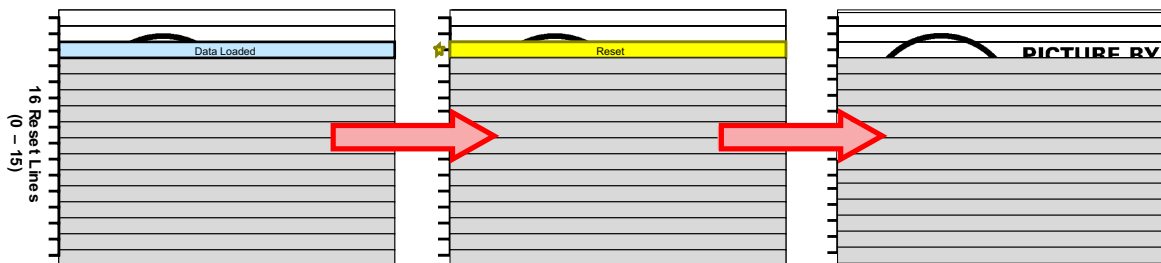 16 Reset Lines
(0 – 15)
Data Loaded
Reset
PICTURE BY